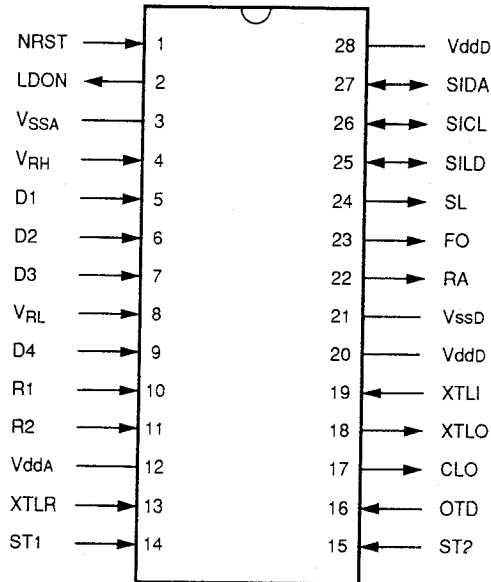 NRST 1 28 VddD
LDON 2 27 SIDA
VSSA 3 26 SICL
VRH 4 25 SILD
D1 5 24 SL
D2 6 23 FO
D3 7 22 RA
VRL 8 21 VssD
D4 9 20 VddD
R1 10 19 XTLI
R2 11 18 XTLO
VddA 12 17 CLO
XTLR 13 16 OTD
ST1 14 15 ST2